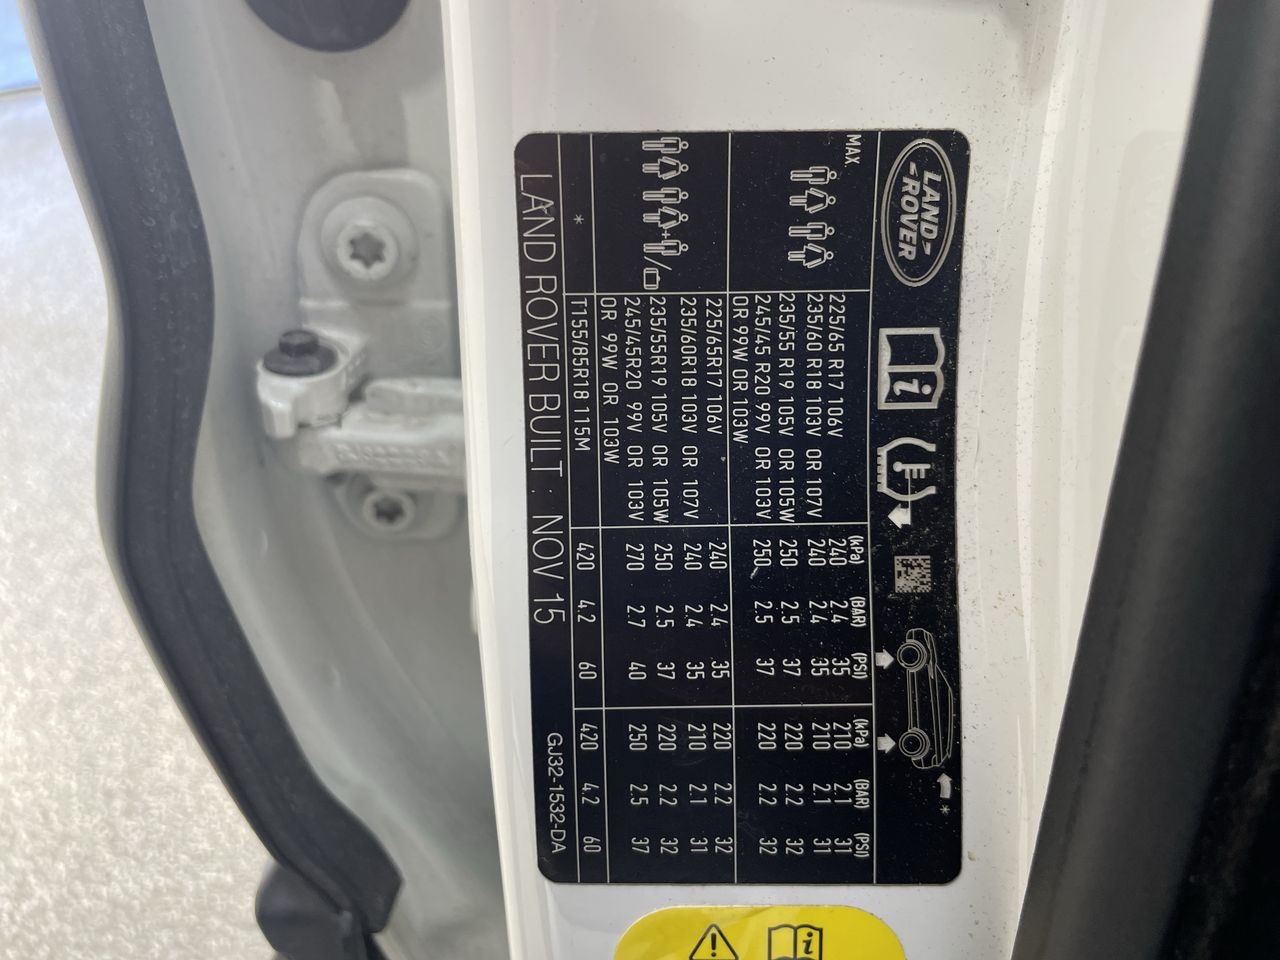 LAND-
-ROVER
MAX
(kPa) (BAR) (PSI) (kPa) (BAR) (PSI)
225/65 R17 106V 240 2.4 35 210 2.1 31
235/60 R18 103V OR 107V 240 2.4 35 210 2.1 31
235/55 R19 105V OR 105W 250 2.5 37 220 2.2 32
245/45 R20 99V OR 103V 250 2.5 37 220 2.2 32
OR 99W OR 103W
225/65R17 106V 240 2.4 35 220 2.2 32
235/60R18 103V OR 107V 240 2.4 35 210 2.1 31
235/55R19 105V OR 105W 250 2.5 37 220 2.2 32
245/45R20 99V OR 103V 270 2.7 40 250 2.5 37
OR 99W OR 103W
* T155/85R18 115M 420 4.2 60 420 4.2 60
LAND ROVER BUILT : NOV 15 GJ32-1532-DA